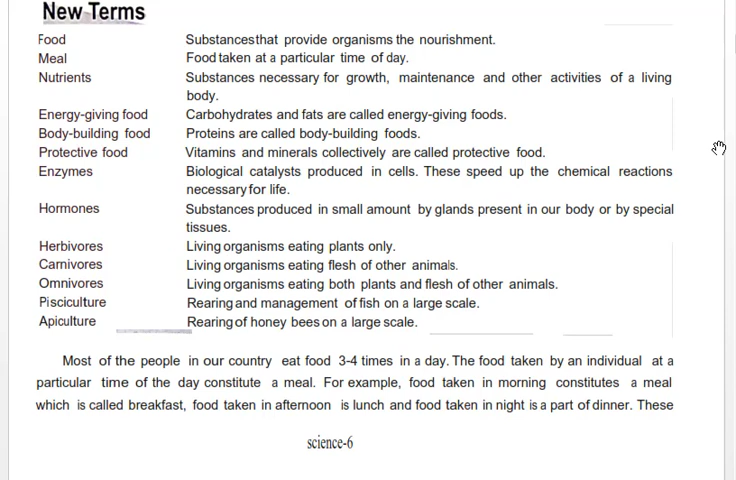 New Terms
Food Substances that provide organisms the nourishment.
Meal Food taken at a particular time of day.
Nutrients Substances necessary for growth, maintenance and other activities of a living
body.
Energy-giving food Carbohydrates and fats are called energy-giving foods.
Body-building food Proteins are called body-building foods.
Protective food Vitamins and minerals collectively are called protective food.
Enzymes Biological catalysts produced in cells. These speed up the chemical reactions
necessary for life.
Hormones Substances produced in small amount by glands present in our body or by special
tissues.
Herbivores Living organisms eating plants only.
Carnivores Living organisms eating flesh of other animals.
Omnivores Living organisms eating both plants and flesh of other animals.
Pisciculture Rearing and management of fish on a large scale.
Apiculture Rearing of honey bees on a large scale.
Most of the people in our country eat food 3-4 times in a day. The food taken by an individual at a
particular time of the day constitute a meal. For example, food taken in morning constitutes a meal
which is called breakfast, food taken in afternoon is lunch and food taken in night is a part of dinner. These
science-6